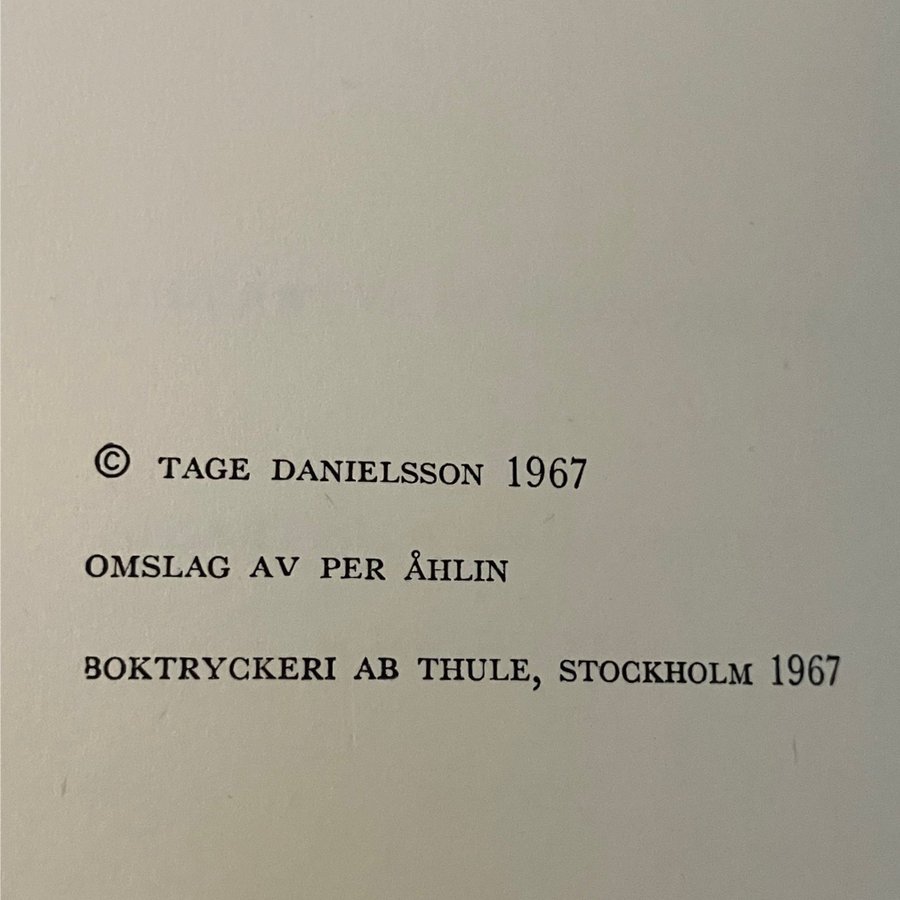 © TAGE DANIELSSON 1967
OMSLAG AV PER ÅHLIN
BOKTRYCKERI AB THULE, STOCKHOLM 1967